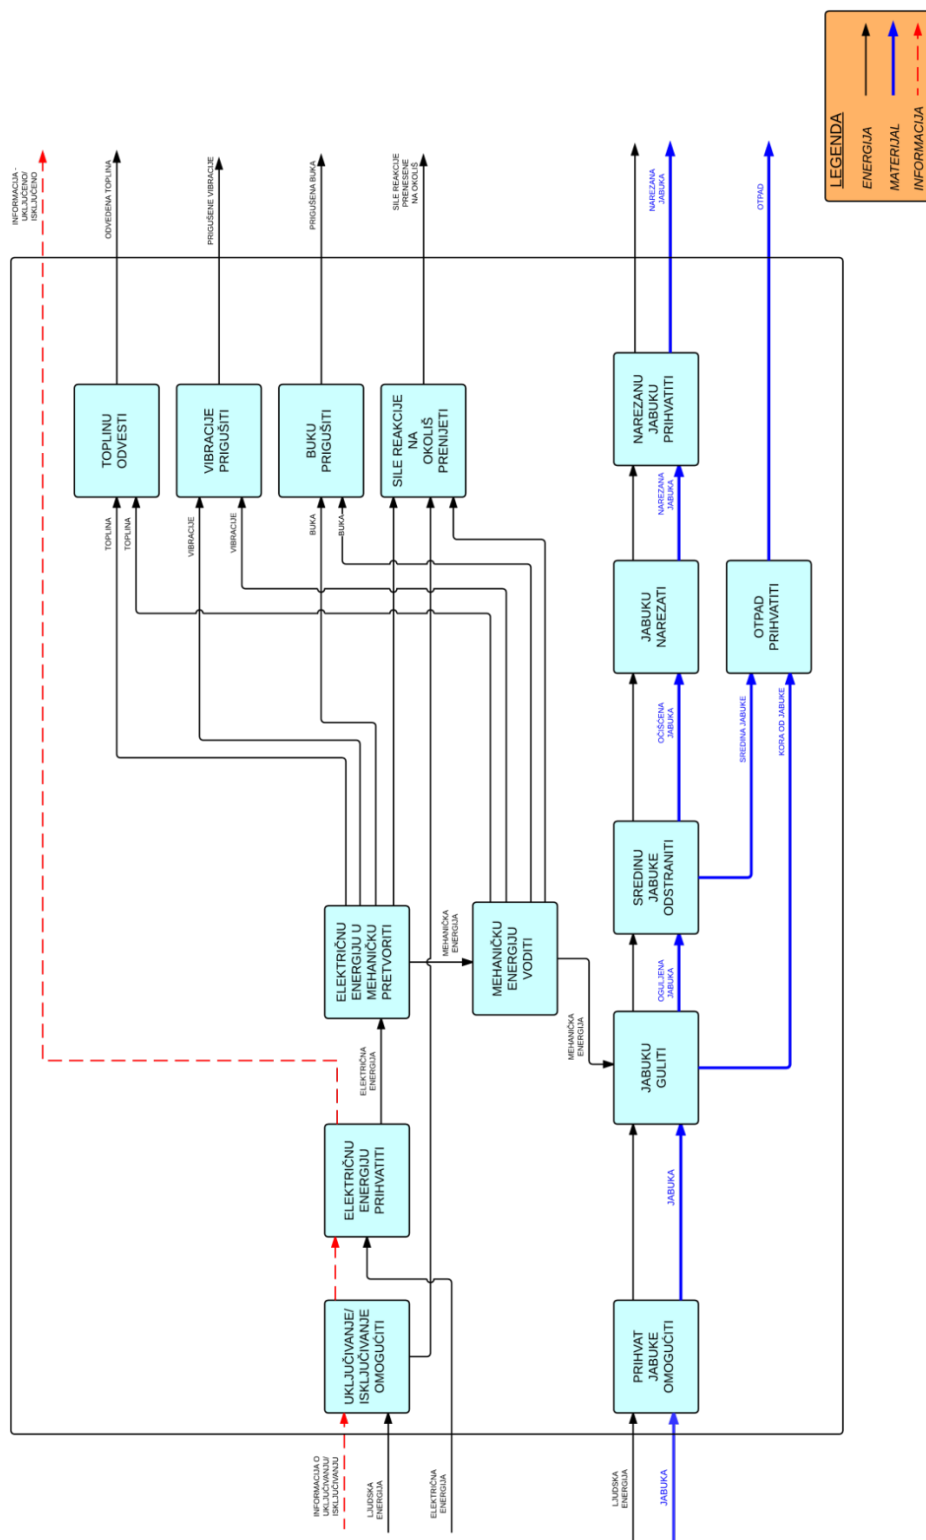 INFORMACIJA -
UKLJUČENO/
ISKLJUČENO
ODVEDENA TOPLINA
PRIGUŠENE VIBRACIJE
PRIGUŠENA BUKA
SILE REAKCIJE
PRENESENE
NA OKOLIŠ
NAREZANA
JABUKA
OTPAD
LEGENDA
ENERGIJA
MATERIJAL
INFORMACIJA
TOPLINU
ODVESTI
VIBRACIJE
PRIGUŠITI
BUKU
PRIGUŠITI
SILE REAKCIJE
NA
OKOLIŠ
PRENIJETI
NAREZANU
JABUKU
PRIHVATITI
TOPLINA
TOPLINA
VIBRACIJE
VIBRACIJE
BUKA
BUKA
NAREZANA
JABUKA
JABUKU
NAREZATI
OTPAD
PRIHVATITI
OČIŠĆENA
JABUKA
SREDINA JABUKE
KORA OD JABUKE
ELEKTRIČNU
ENERGIJU U
MEHANIČKU
PRETVORITI
MEHANIČKA
ENERGIJA
MEHANIČKU
ENERGIJU
VODITI
SREDINU
JABUKE
ODSTRANITI
OGULJENA
JABUKA
MEHANIČKA
ENERGIJA
JABUKU
GULITI
ELEKTRIČNA
ENERGIJA
ELEKTRIČNU
ENERGIJU
PRIHVATITI
JABUKA
UKLJUČIVANJE/
ISKLJUČIVANJE
OMOGUĆITI
PRIHVAT
JABUKE
OMOGUĆITI
INFORMACIJA O
UKLJUČIVANJU/
ISKLJUČIVANJU
LJUDSKA
ENERGIJA
ELEKTRIČNA
ENERGIJA
LJUDSKA
ENERGIJA
JABUKA